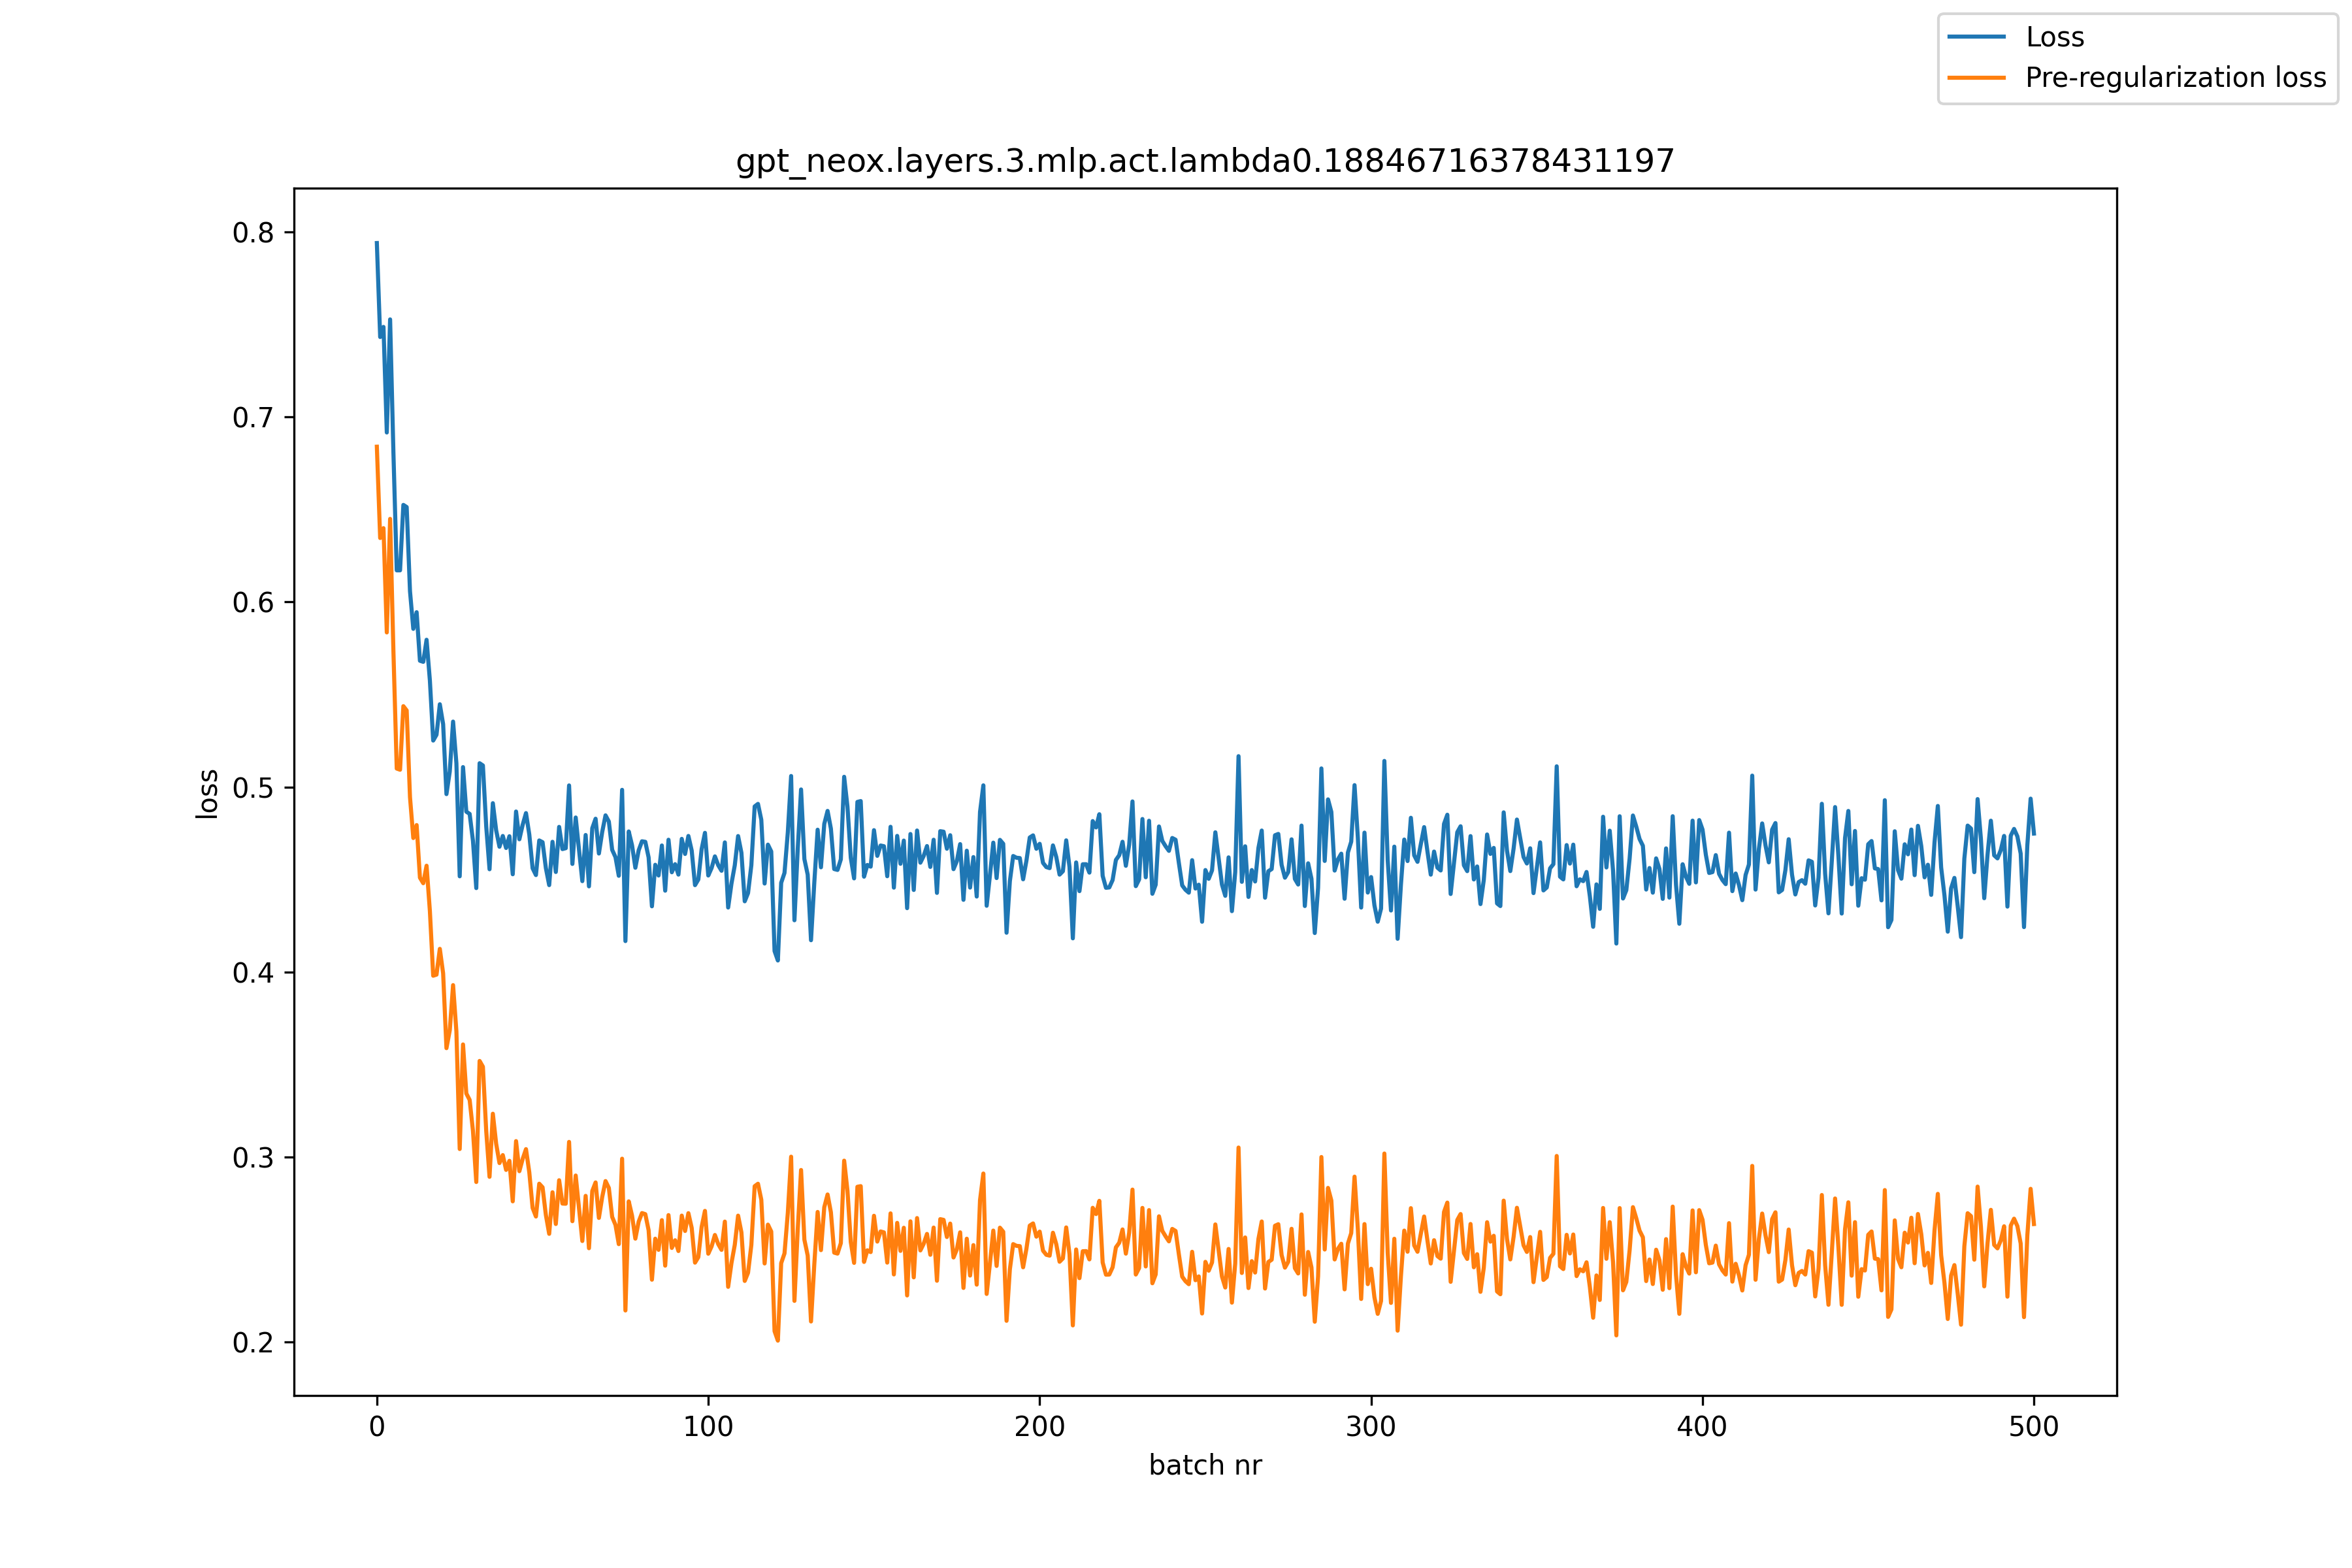 Loss
Pre-regularization loss
gpt_neox.layers.3.mlp.act.lambda0.18846716378431197
0.8
0.7
0.6
0.5
0.4
0.3
0.2
loss
0 100 200 300 400 500
batch nr